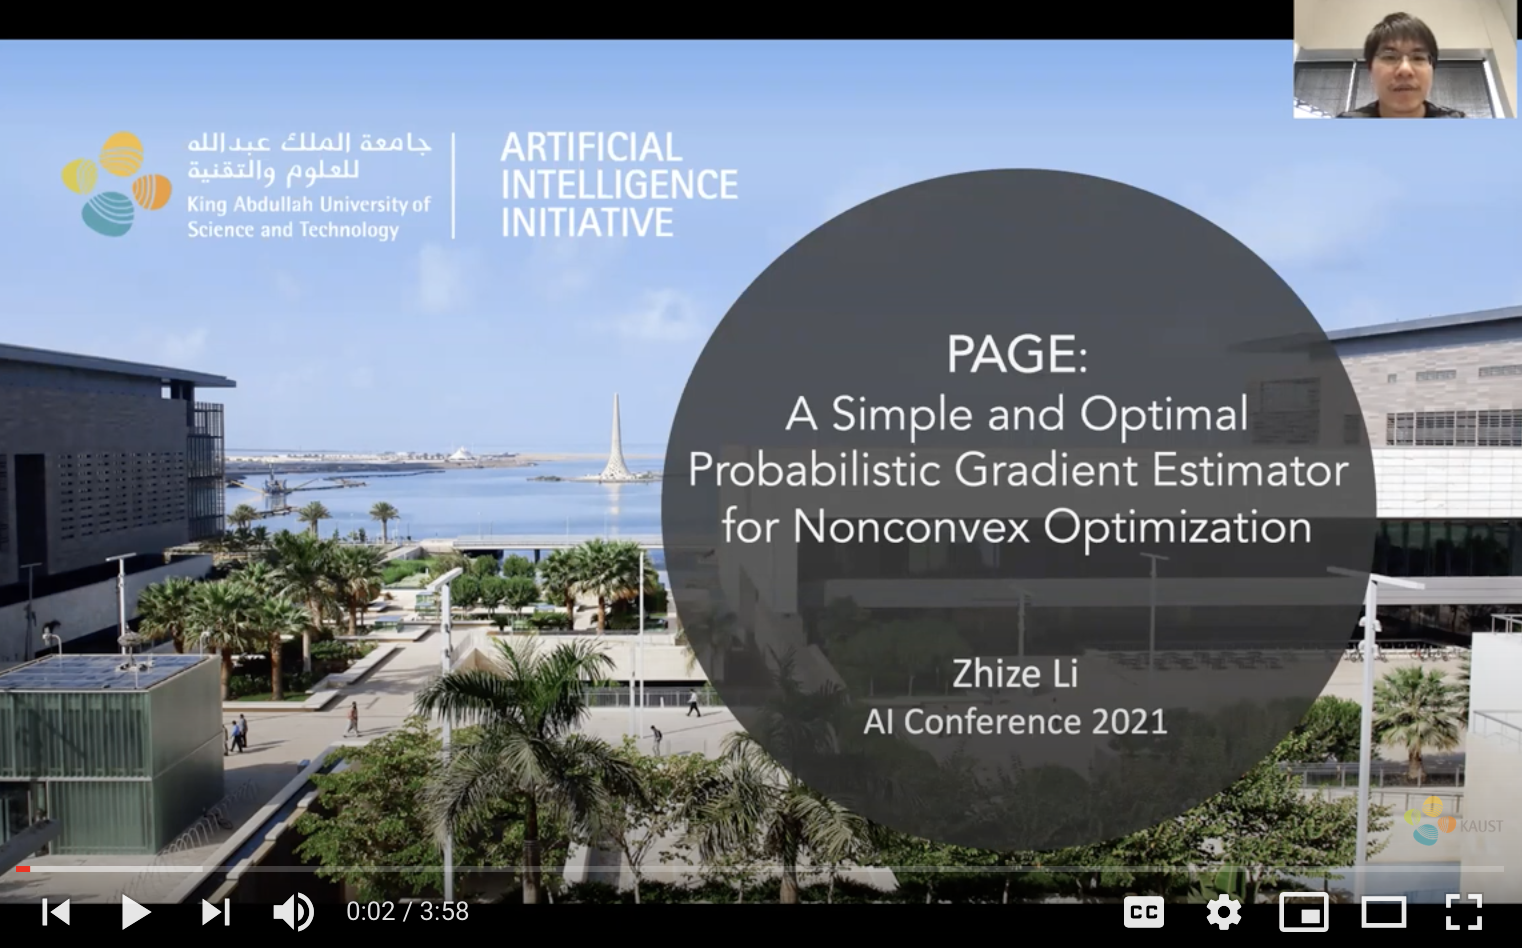 جامعة الملك عبدالله
للعلوم والتقنية
King Abdullah University of
Science and Technology
ARTIFICIAL
INTELLIGENCE
INITIATIVE
PAGE:
A Simple and Optimal
Probabilistic Gradient Estimator
for Nonconvex Optimization
Zhize Li
AI Conference 2021
KAUST
0:02 / 3:58
CC